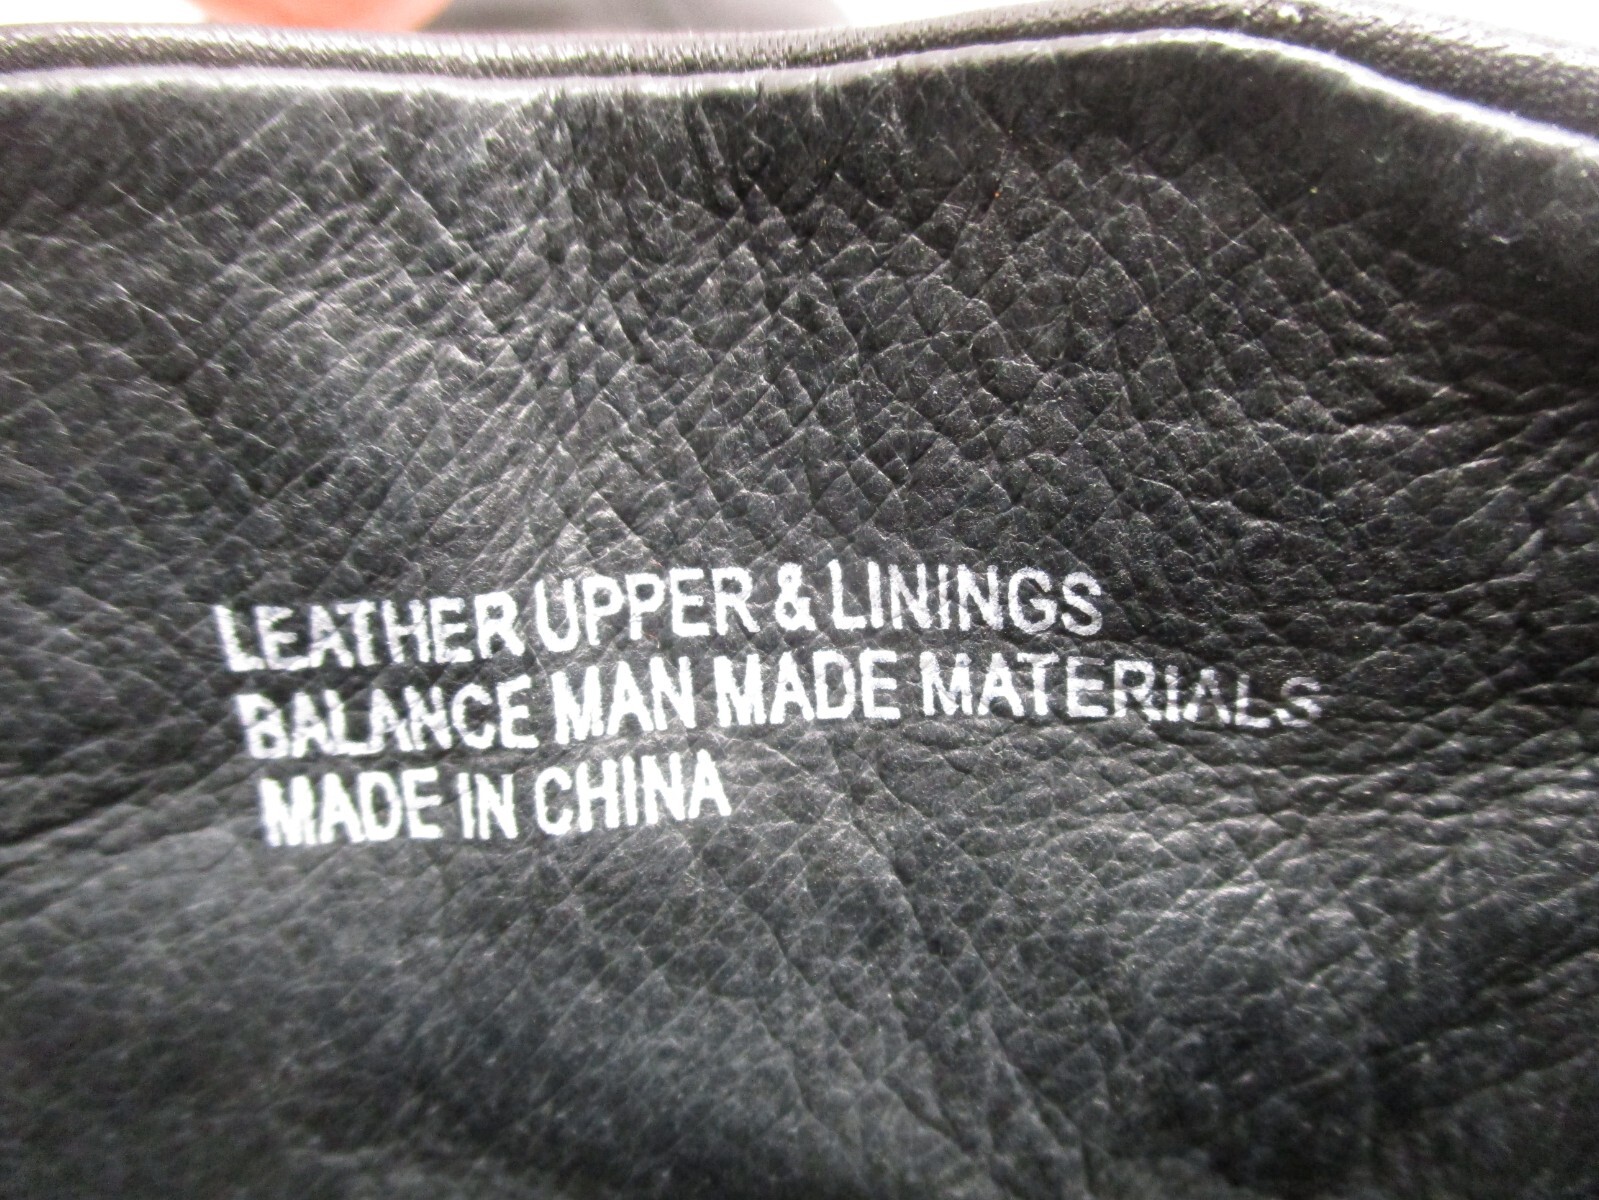 LEATHER UPPER & LININGS
BALANCE MAN MADE MATERIALS
MADE IN CHINA